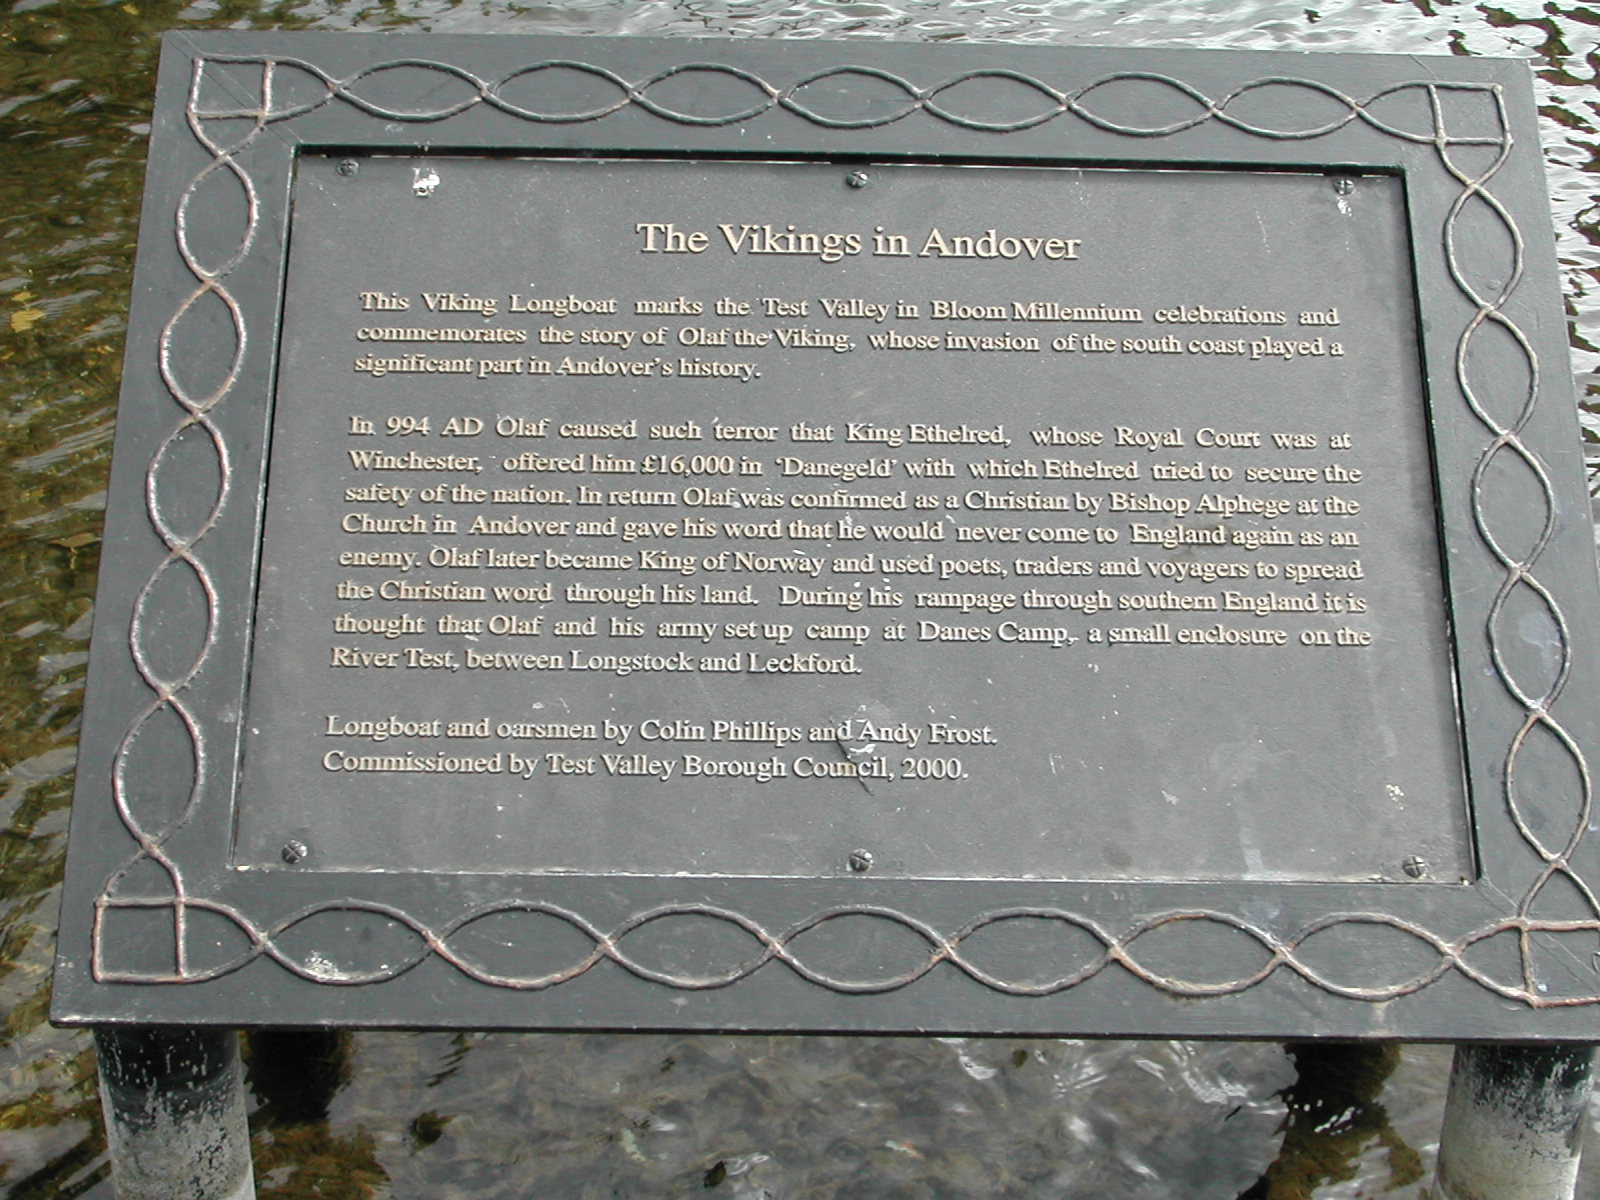 The Vikings in Andover
This Viking Longboat marks the Test Valley in Bloom Millennium celebrations and
commemorates the story of Olaf the Viking, whose invasion of the south coast played a
significant part in Andover's history.
In 994 AD Olaf caused such terror that King Ethelred, whose Royal Court was at
Winchester, offered him £16,000 in 'Danegeld' with which Ethelred tried to secure the
safety of the nation. In return Olaf was confirmed as a Christian by Bishop Alphege at the
Church in Andover and gave his word that he would never come to England again as an
enemy. Olaf later became King of Norway and used poets, traders and voyagers to spread
the Christian word through his land. During his rampage through southern England it is
thought that Olaf and his army set up camp at Danes Camp, a small enclosure on the
River Test, between Longstock and Leckford.
Longboat and oarsmen by Colin Phillips and Andy Frost.
Commissioned by Test Valley Borough Council, 2000.